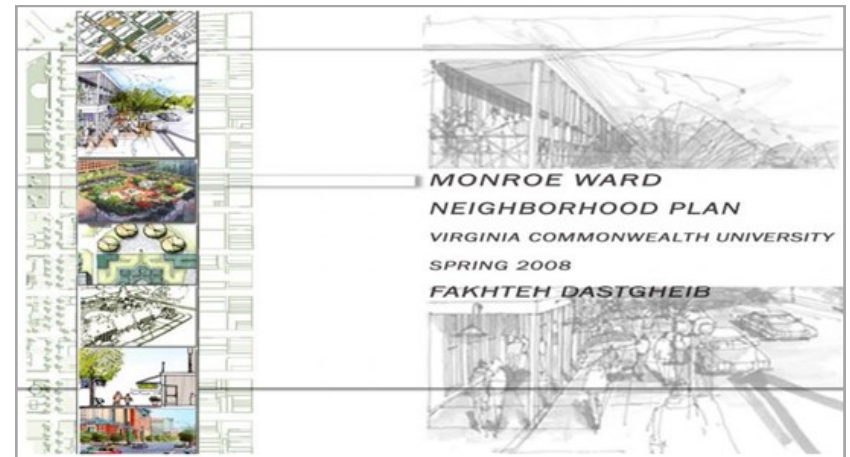 MONROE WARD
NEIGHBORHOOD PLAN
VIRGINIA COMMONWEALTH UNIVERSITY
SPRING 2008
FAKHTEH DASTGHEIB